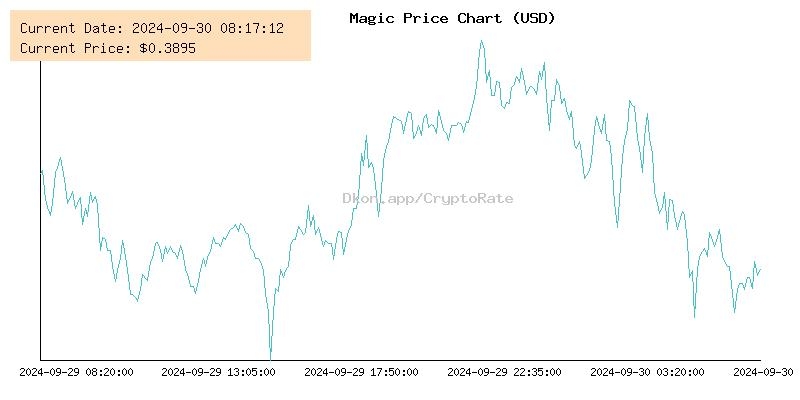 Magic Price Chart (USD)
Current Date: 2024-09-30 08:17:12
Current Price: $0.3895
Dkon.app/CryptoRate
2024-09-29 08:20:00
2024-09-29 13:05:00
2024-09-29 17:50:00
2024-09-29 22:35:00
2024-09-30 03:20:00
2024-09-30